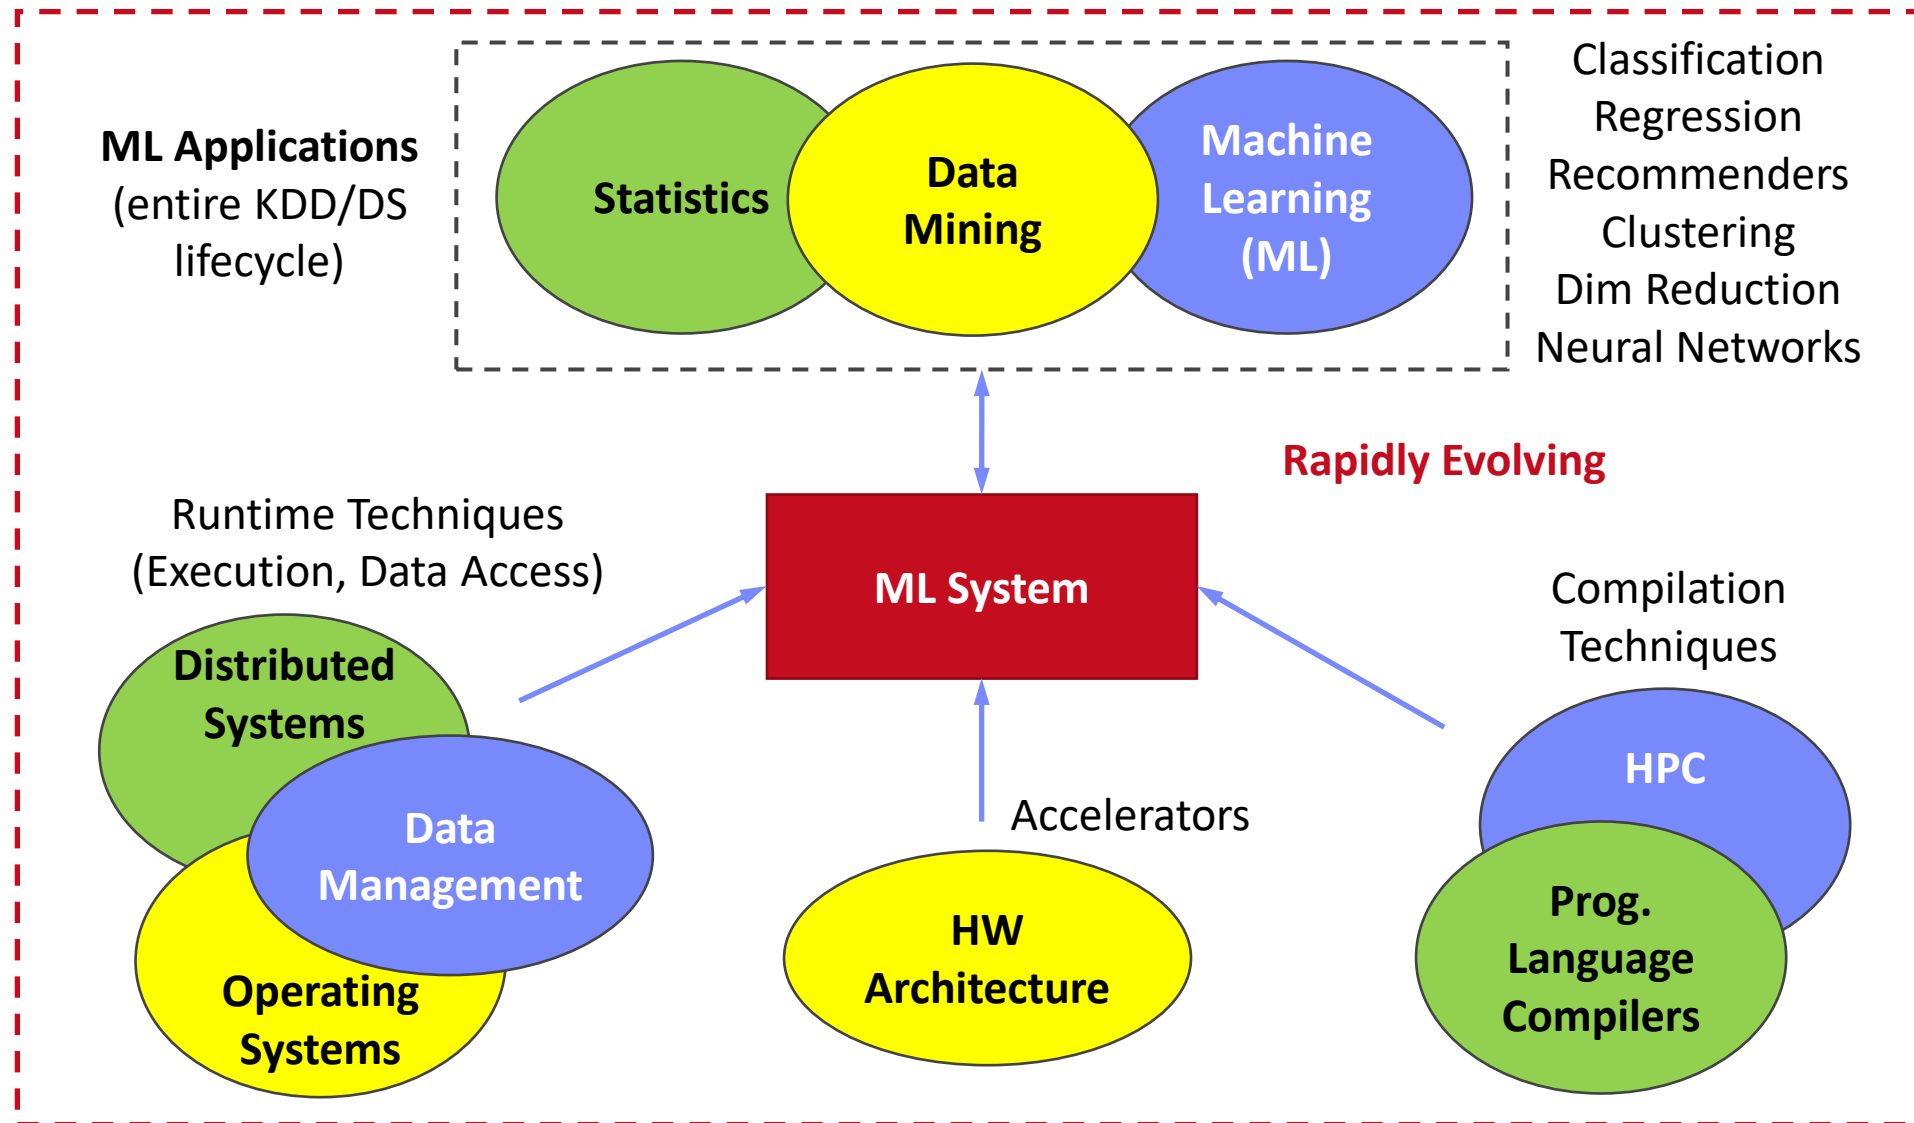 ML Applications
(entire KDD/DS
lifecycle)
Statistics
Data
Mining
Machine
Learning
(ML)
Classification
Regression
Recommenders
Clustering
Dim Reduction
Neural Networks
Rapidly Evolving
Runtime Techniques
(Execution, Data Access)
ML System
Compilation
Techniques
Distributed
Systems
Data
Management
Operating
Systems
Accelerators
HW
Architecture
HPC
Prog.
Language
Compilers